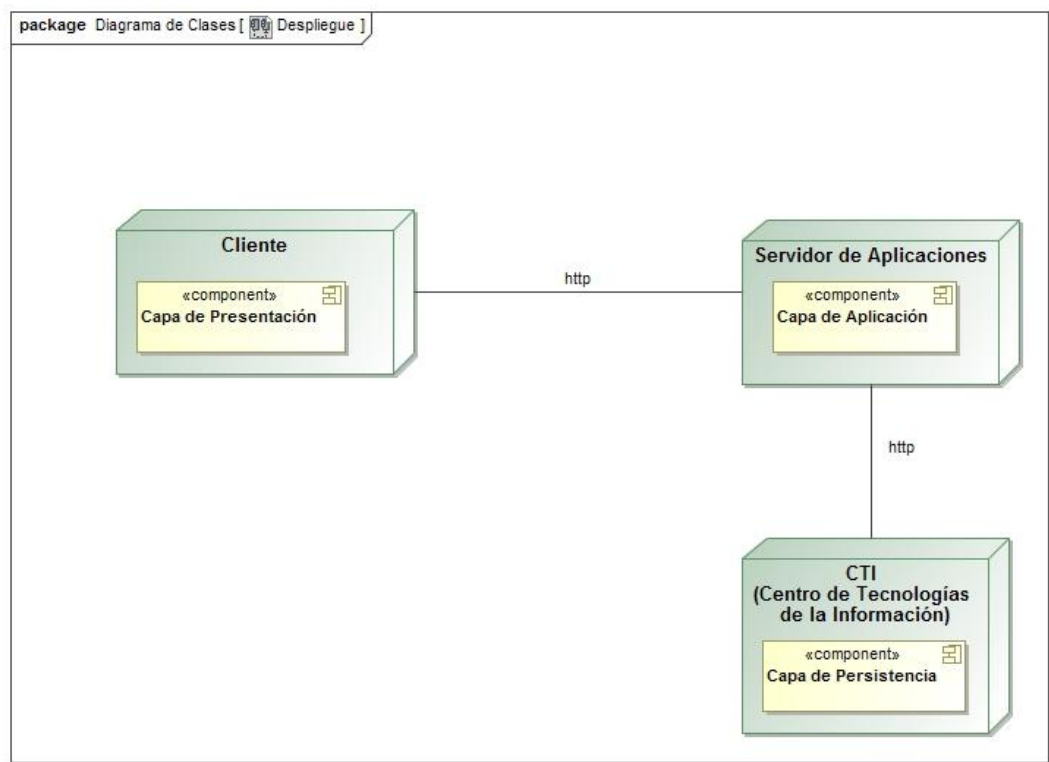 package Diagrama de Clases [ Despliegue ]
Cliente
«component»
Capa de Presentación
http
Servidor de Aplicaciones
«component»
Capa de Aplicación
http
CTI
(Centro de Tecnologías
de la Información)
«component»
Capa de Persistencia